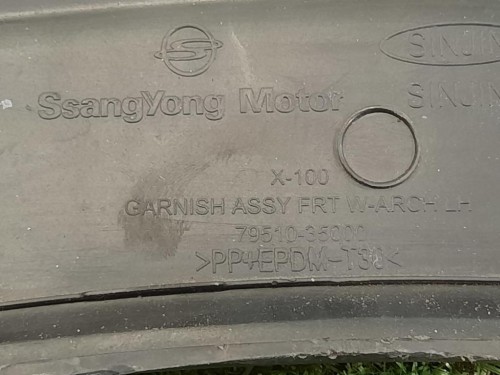 SINJIN
SsangYong Motor
SINJIN
X-100
GARNISH ASSY FRT W-ARCH LH
79510-35000
>PP+EPDM-T30<